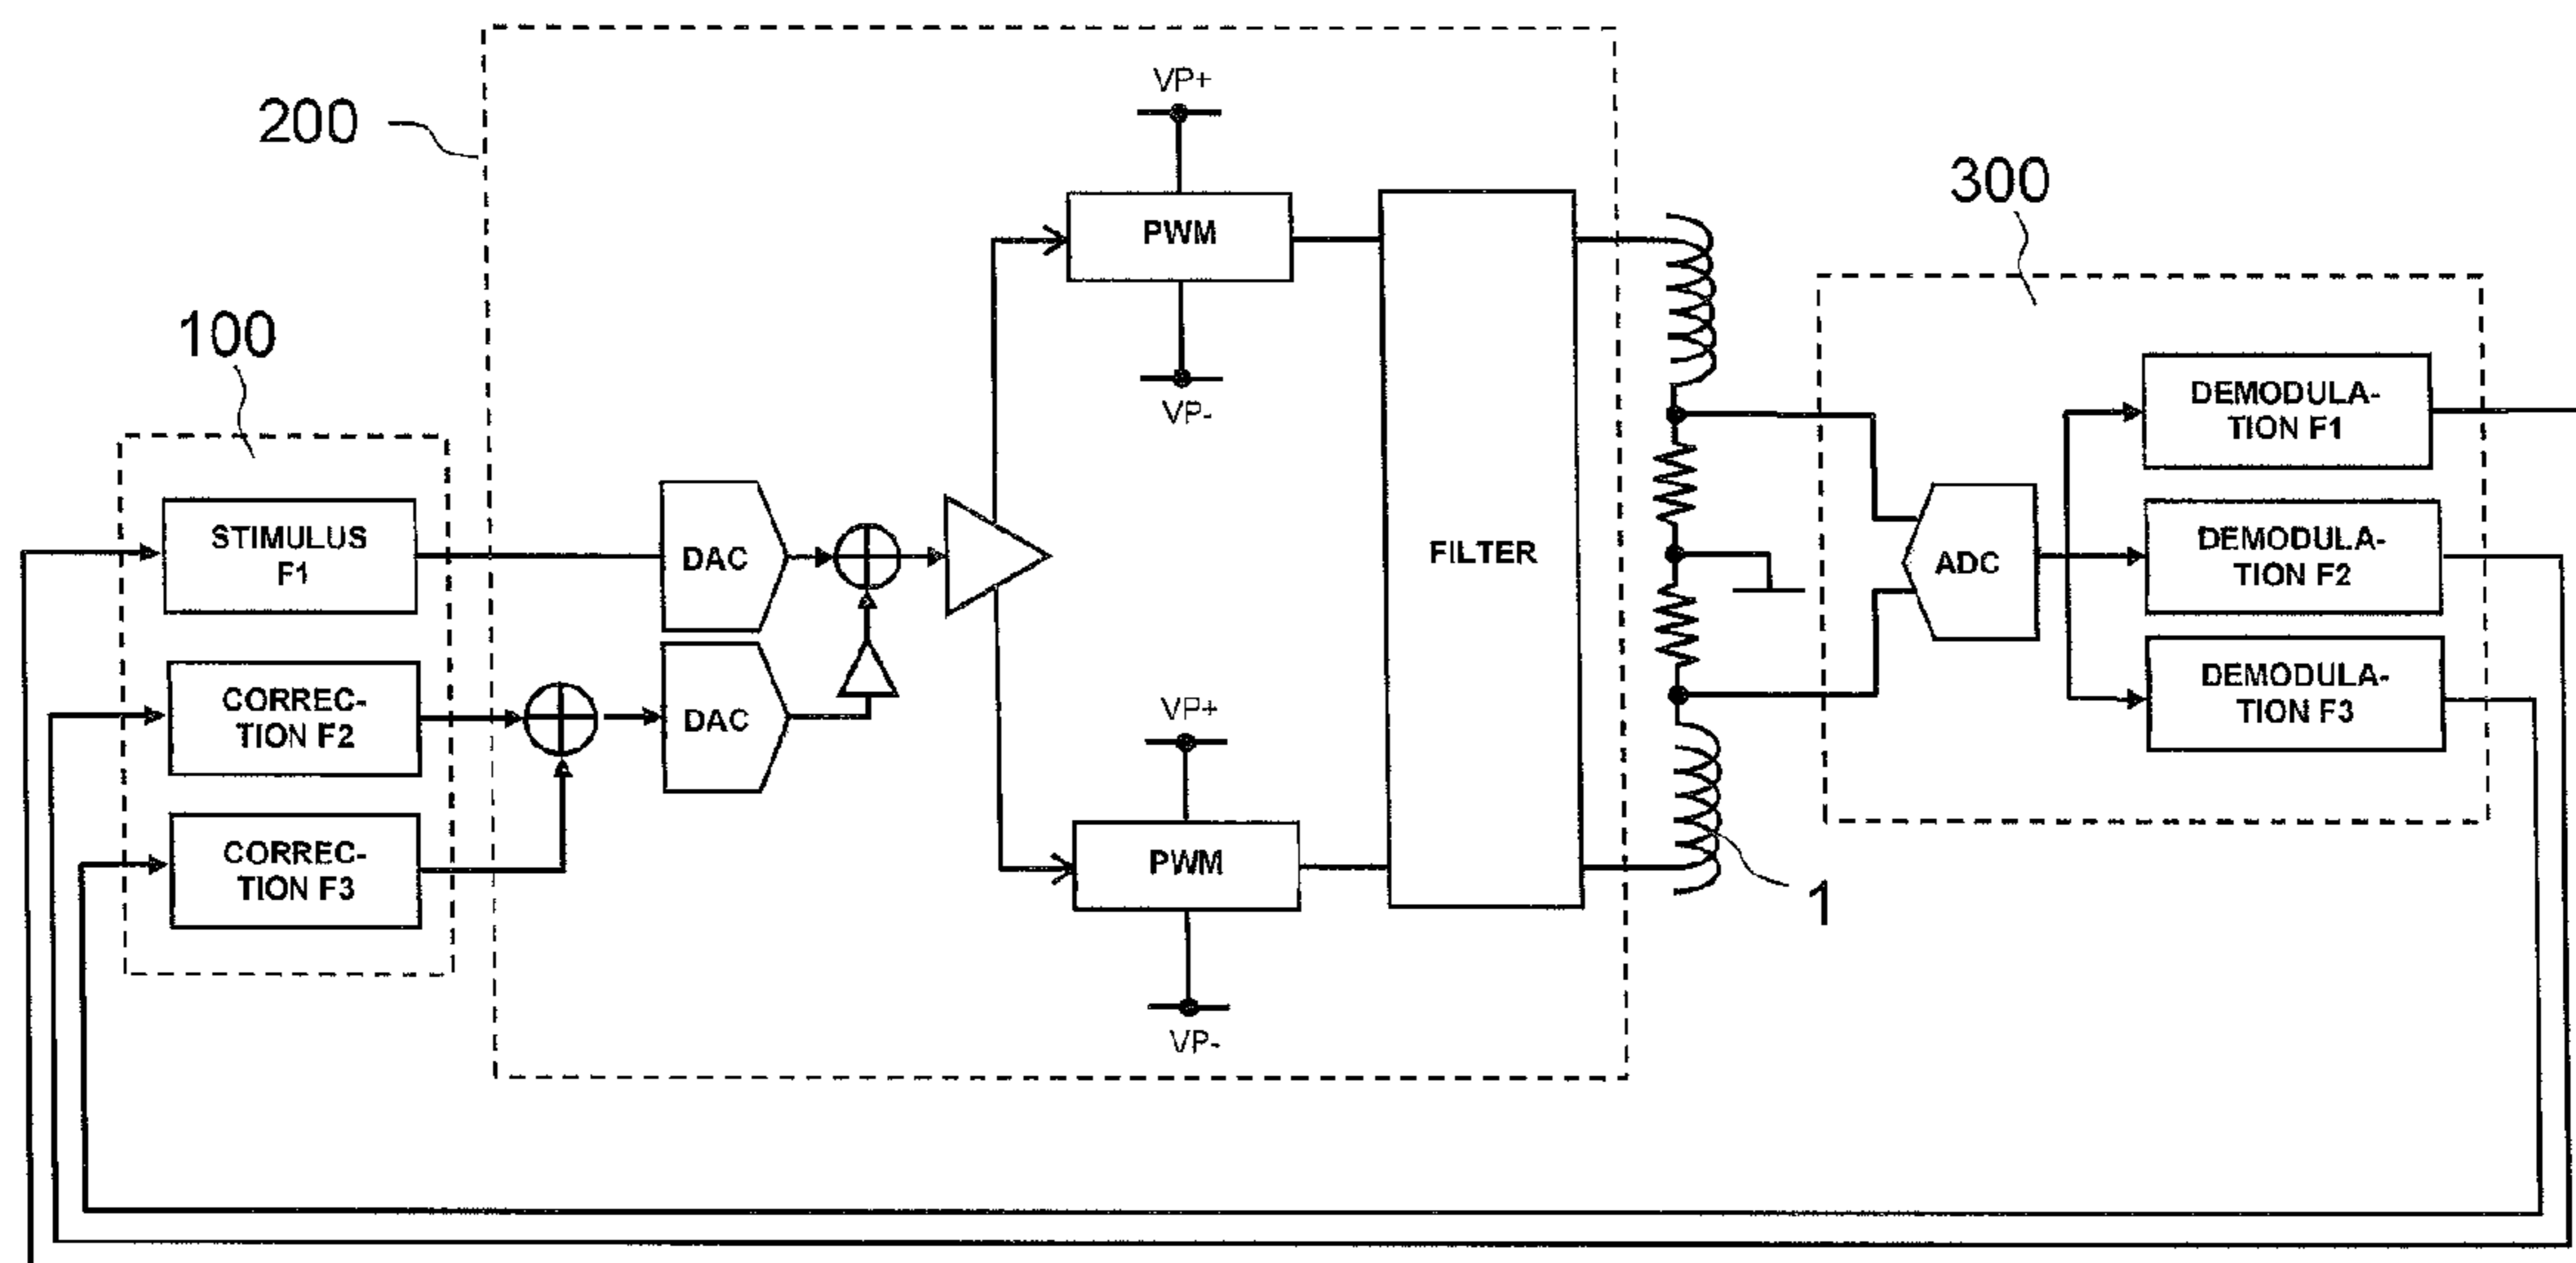 200
VP+
PWM
VP-
300
100
STIMULUS
F1
DAC
FILTER
ADC
DEMODULA-
TION F1
DEMODULA-
TION F2
DEMODULA-
TION F3
CORREC-
TION F2
DAC
CORREC-
TION F3
VP+
PWM
VP-
1